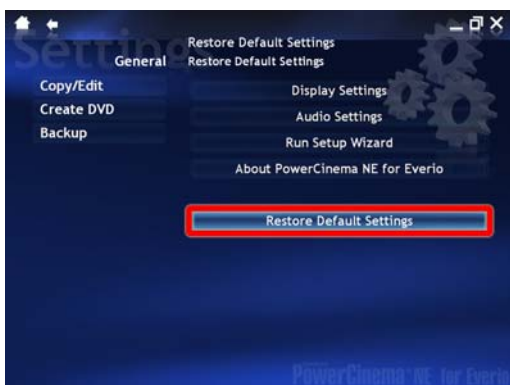 Settings
Restore Default Settings
General
Restore Default Settings
Copy/Edit
Create DVD
Backup
Display Settings
Audio Settings
Run Setup Wizard
About PowerCinema NE for Everio
Restore Default Settings
PowerCinema NE for Everio